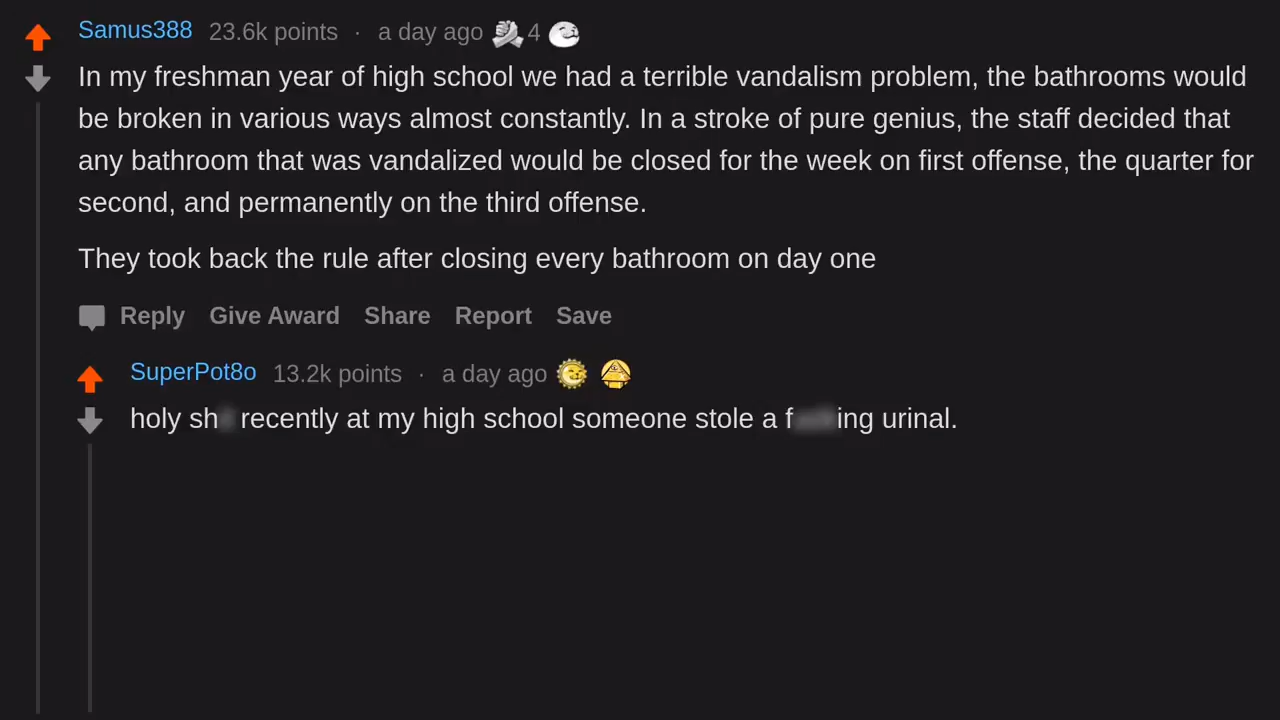 Samus388 23.6k points · a day ago 4
In my freshman year of high school we had a terrible vandalism problem, the bathrooms would
be broken in various ways almost constantly. In a stroke of pure genius, the staff decided that
any bathroom that was vandalized would be closed for the week on first offense, the quarter for
second, and permanently on the third offense.
They took back the rule after closing every bathroom on day one
Reply Give Award Share Report Save
SuperPot8o 13.2k points · a day ago
holy sh recently at my high school someone stole a f ing urinal.